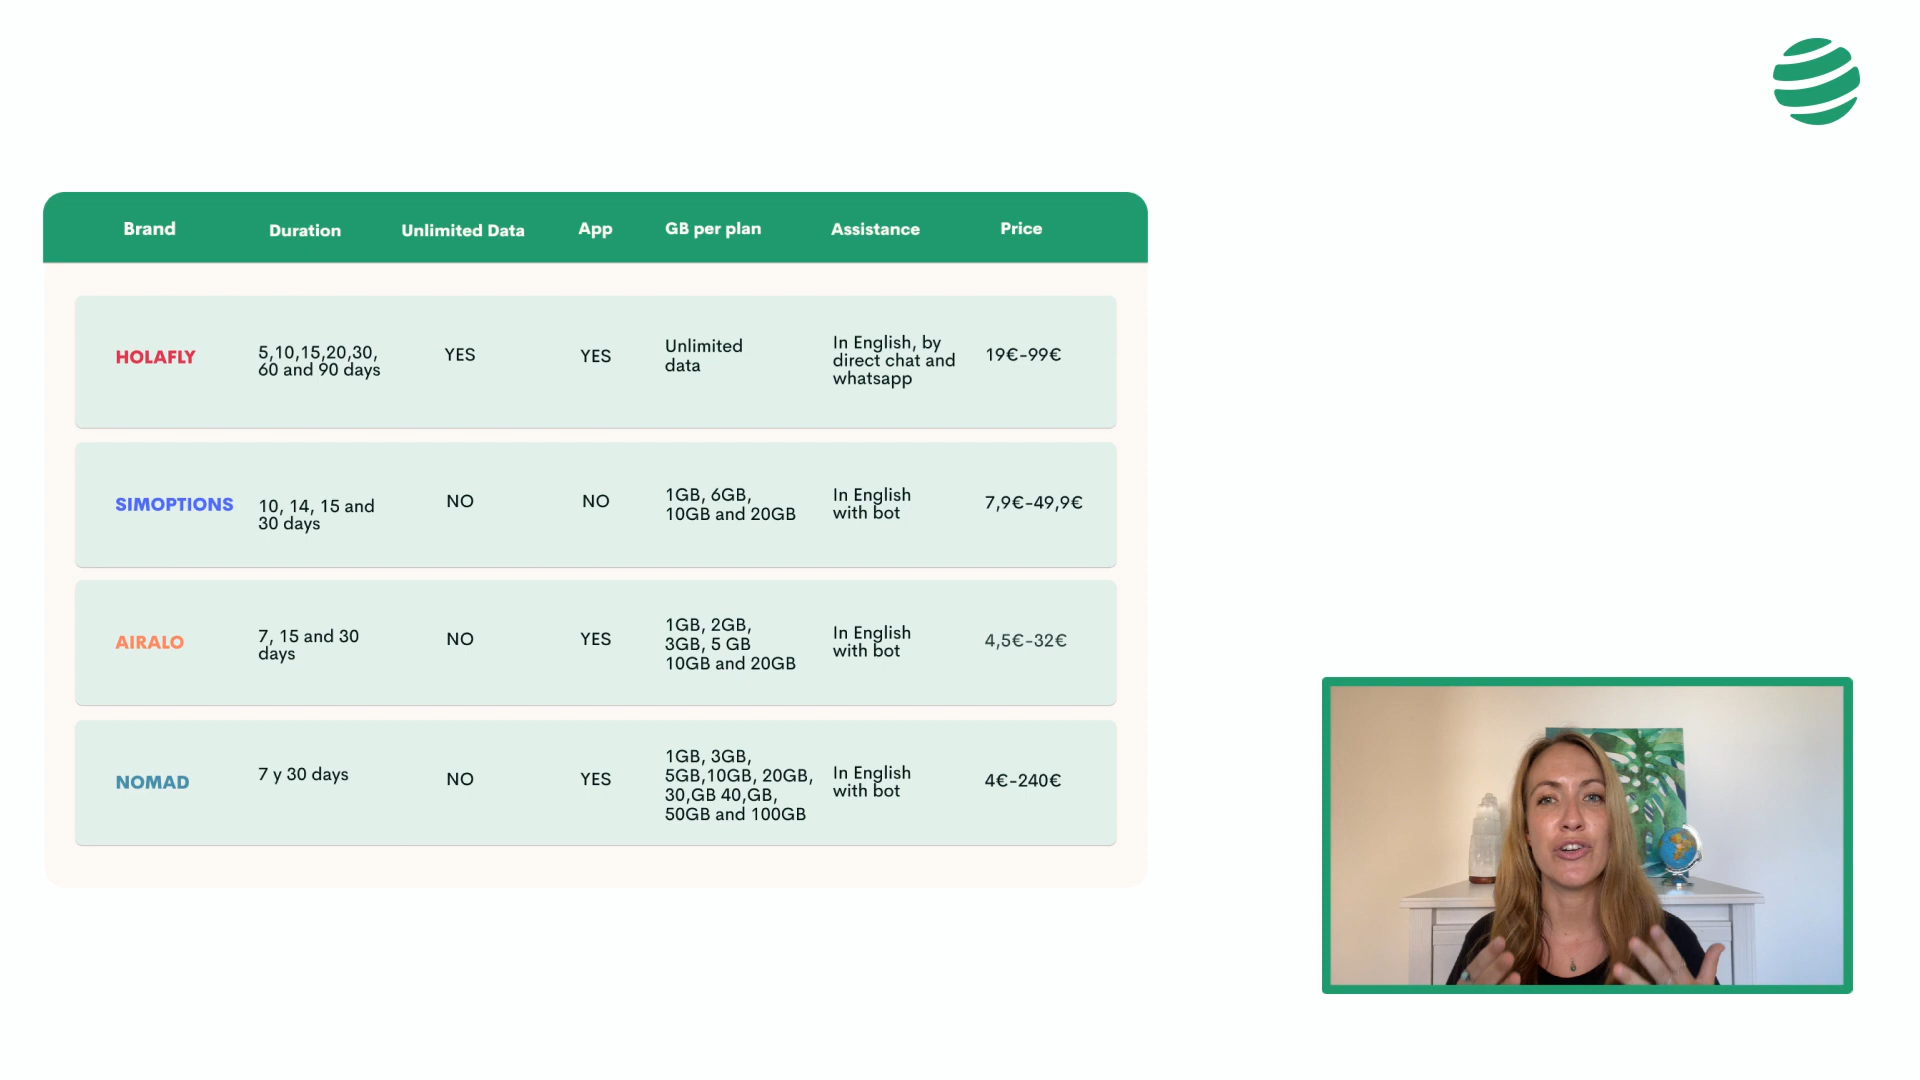 Brand Duration Unlimited Data App GB per plan Assistance Price
HOLAFLY
5,10,15,20,30,
60 and 90 days
YES
YES
Unlimited
data
In English, by
direct chat and
whatsapp
19€-99€
SIMOPTIONS
10, 14, 15 and
30 days
NO
NO
1GB, 6GB,
10GB and 20GB
In English
with bot
7,9€-49,9€
AIRALO
7, 15 and 30
days
NO
YES
1GB, 2GB,
3GB, 5 GB
10GB and 20GB
In English
with bot
4,5€-32€
NOMAD
7 y 30 days
NO
YES
1GB, 3GB,
5GB,10GB, 20GB,
30,GB 40,GB,
50GB and 100GB
In English
with bot
4€-240€